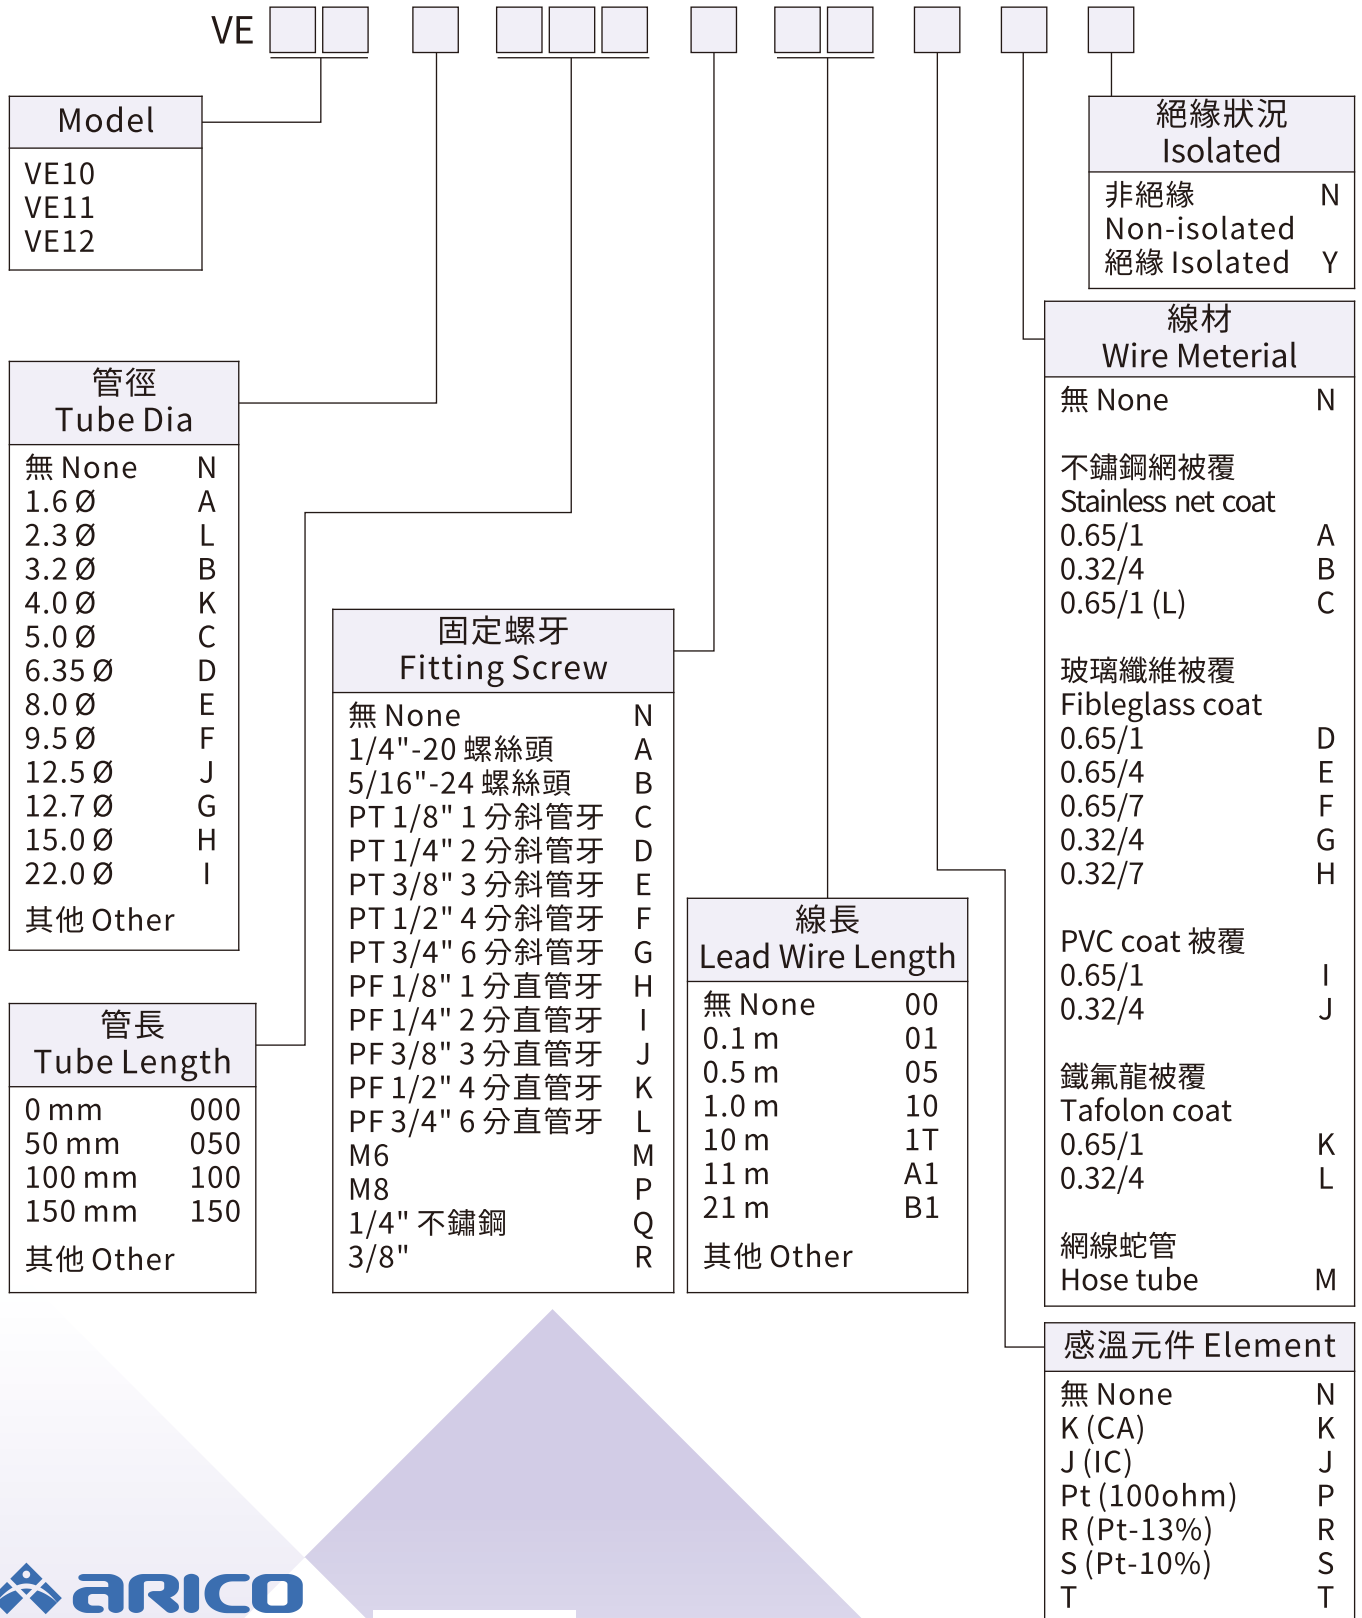 VE
Model
VE10
VE11
VE12
管徑
Tube Dia
無 None N
1.6 Ø A
2.3 Ø L
3.2 Ø B
4.0 Ø K
5.0 Ø C
6.35 Ø D
8.0 Ø E
9.5 Ø F
12.5 Ø J
12.7 Ø G
15.0 Ø H
22.0 Ø I
其他 Other
管長
Tube Length
0 mm 000
50 mm 050
100 mm 100
150 mm 150
其他 Other
固定螺牙
Fitting Screw
無 None N
1/4"-20 螺絲頭 A
5/16"-24 螺絲頭 B
PT 1/8" 1 分斜管牙 C
PT 1/4" 2 分斜管牙 D
PT 3/8" 3 分斜管牙 E
PT 1/2" 4 分斜管牙 F
PT 3/4" 6 分斜管牙 G
PF 1/8" 1 分直管牙 H
PF 1/4" 2 分直管牙 I
PF 3/8" 3 分直管牙 J
PF 1/2" 4 分直管牙 K
PF 3/4" 6 分直管牙 L
M6 M
M8 P
1/4" 不鏽鋼 Q
3/8" R
線長
Lead Wire Length
無 None 00
0.1 m 01
0.5 m 05
1.0 m 10
10 m 1T
11 m A1
21 m B1
其他 Other
絕緣狀況
Isolated
非絕緣 N
Non-isolated
絕緣 Isolated Y
線材
Wire Meterial
無 None N
不鏽鋼網被覆
Stainless net coat
0.65/1 A
0.32/4 B
0.65/1 (L) C
玻璃纖維被覆
Fibleglass coat
0.65/1 D
0.65/4 E
0.65/7 F
0.32/4 G
0.32/7 H
PVC coat 被覆
0.65/1 I
0.32/4 J
鐵氟龍被覆
Tafolon coat
0.65/1 K
0.32/4 L
網線蛇管
Hose tube M
感溫元件 Element
無 None N
K (CA) K
J (IC) J
Pt (100ohm) P
R (Pt-13%) R
S (Pt-10%) S
T T
ARICO